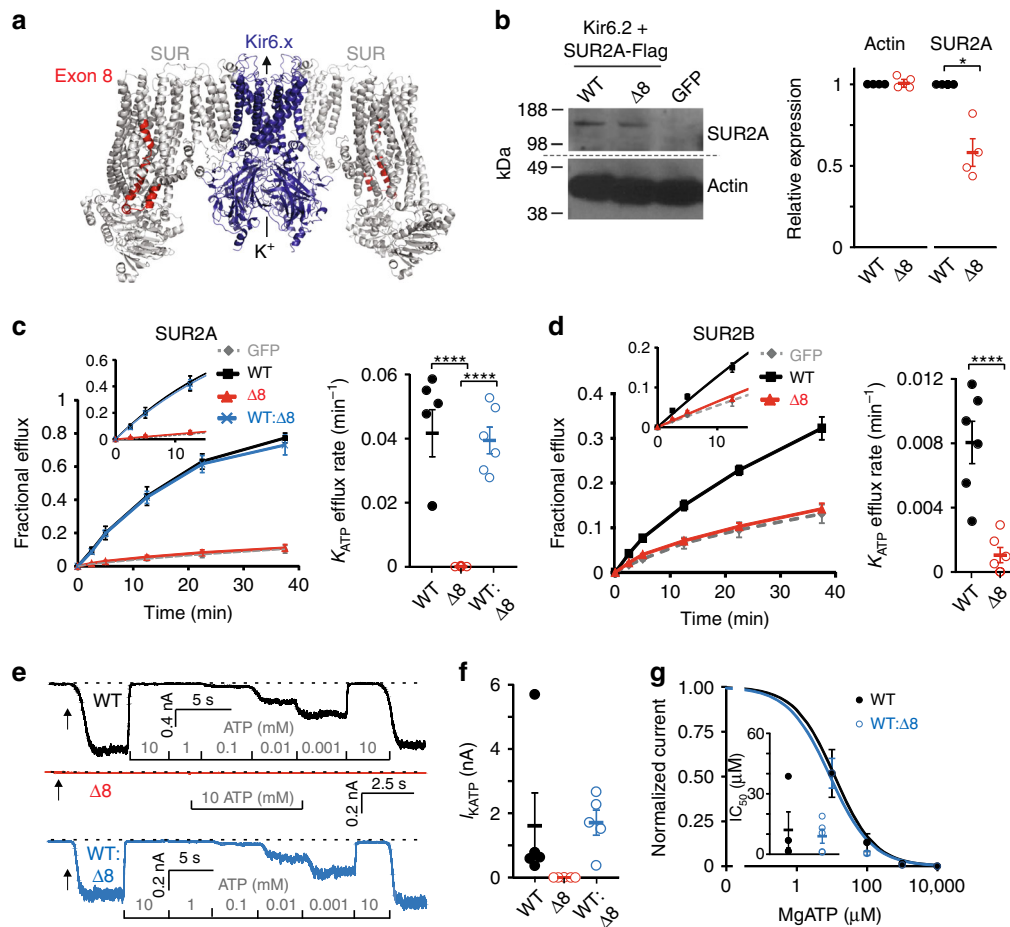 a
SUR
Kir6.x
SUR
Exon 8
K+
b
Kir6.2 +
SUR2A-Flag
WT
Δ8
GFP
kDa
188
98
49
38
SUR2A
Actin
Actin
SUR2A
*
Relative expression
1
0.5
0
WT
Δ8
WT
Δ8
c
SUR2A
GFP
WT
Δ8
WT:Δ8
0.6
0.4
0.2
0
0
10
Fractional efflux
1
0.8
0.6
0.4
0.2
0
0
10
20
30
40
Time (min)
****
****
KATP efflux rate (min−1)
0.06
0.04
0.02
0
WT
Δ8
WT:
Δ8
d
SUR2B
GFP
WT
Δ8
0.2
0.1
0
0
10
Fractional efflux
0.4
0.3
0.2
0.1
0
0
10
20
30
40
Time (min)
****
KATP efflux rate (min−1)
0.012
0.008
0.004
0
WT
Δ8
e
WT
0.4 nA
5 s
ATP (mM)
10
1
0.1
0.01
0.001
10
Δ8
10 ATP (mM)
0.2 nA
2.5 s
WT:
Δ8
0.2 nA
5 s
ATP (mM)
10
1
0.1
0.01
0.001
10
f
IKATP (nA)
6
4
2
0
WT
Δ8
WT:
Δ8
g
WT
WT:Δ8
Normalized current
1.00
0.75
0.50
0.25
0
IC50 (μM)
60
30
0
0
1
100
10,000
MgATP (μM)